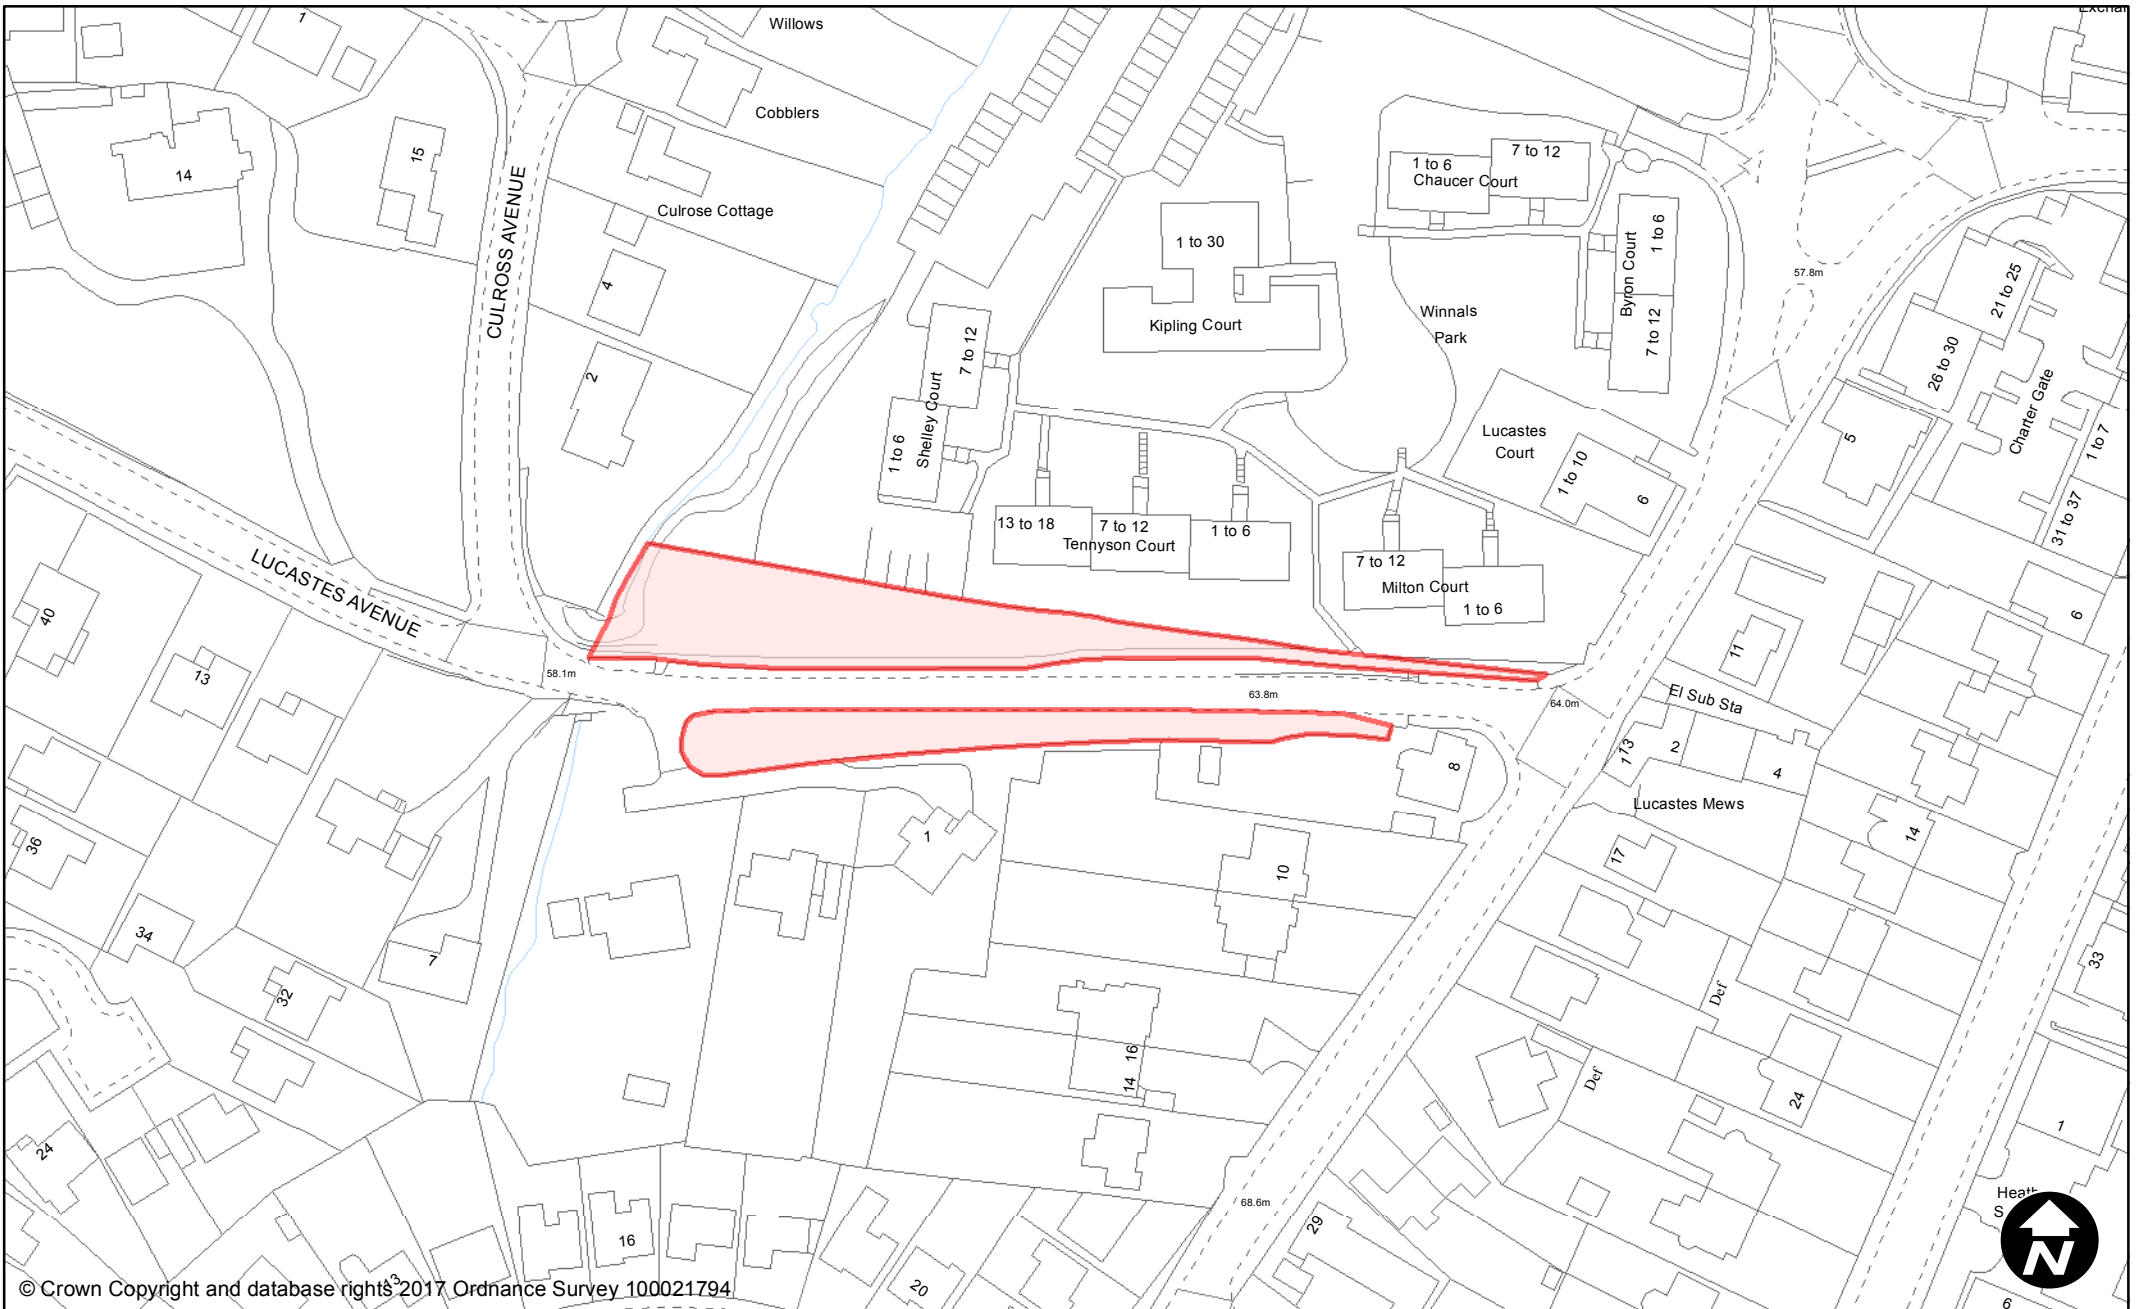 Willows
1
Cobblers
15
14
7 to 12
1 to 6
Chaucer Court
CULROSS AVENUE
Culrose Cottage
1 to 6
Byron Court
7 to 12
1 to 30
57.8m
21 to 25
4
Winnals
Park
Kipling Court
26 to 30
Charter Gate
2
7 to 12
Shelley Court
1 to 6
Lucastes
Court
1 to 10
6
5
1 to 7
31 to 37
13 to 18
7 to 12
1 to 6
Tennyson Court
7 to 12
Milton Court
1 to 6
LUCASTES AVENUE
40
13
11
6
58.1m
63.8m
64.0m
El Sub Sta
13
2
4
8
Lucastes Mews
1
14
36
17
10
34
7
32
33
Def
16
14
Def
24
24
1
68.6m
29
16
13
20
6
N
© Crown Copyright and database rights 2017 Ordnance Survey 100021794